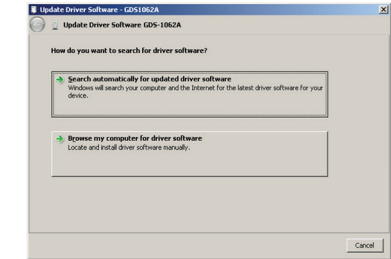 Update Driver Software - GDS1062A
Update Driver Software GDS-1062A
How do you want to search for driver software?
Search automatically for updated driver software
Windows will search your computer and the Internet for the latest driver software for your
device.
Browse my computer for driver software
Locate and install driver software manually.
Cancel